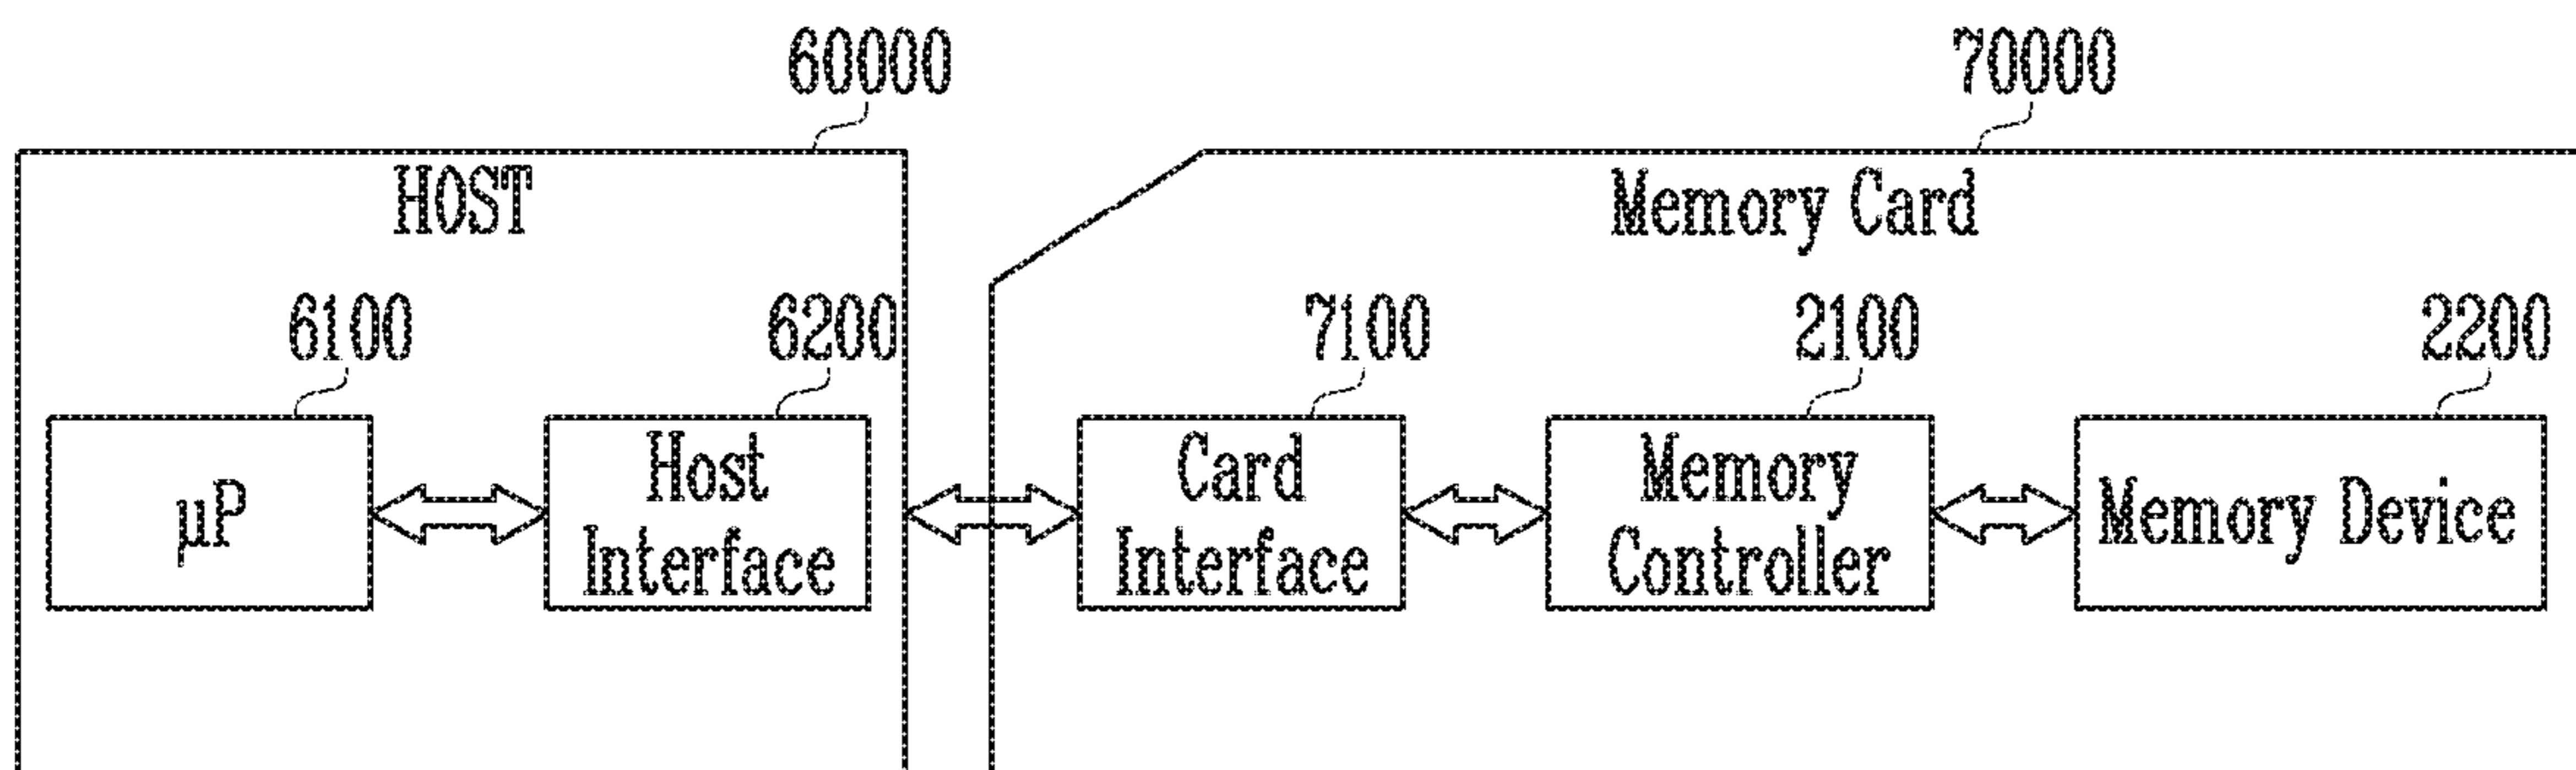 60000
70000
HOST
Memory Card
6100
6200
7100
2100
2200
μP
Host
Interface
Card
Interface
Memory
Controller
Memory Device